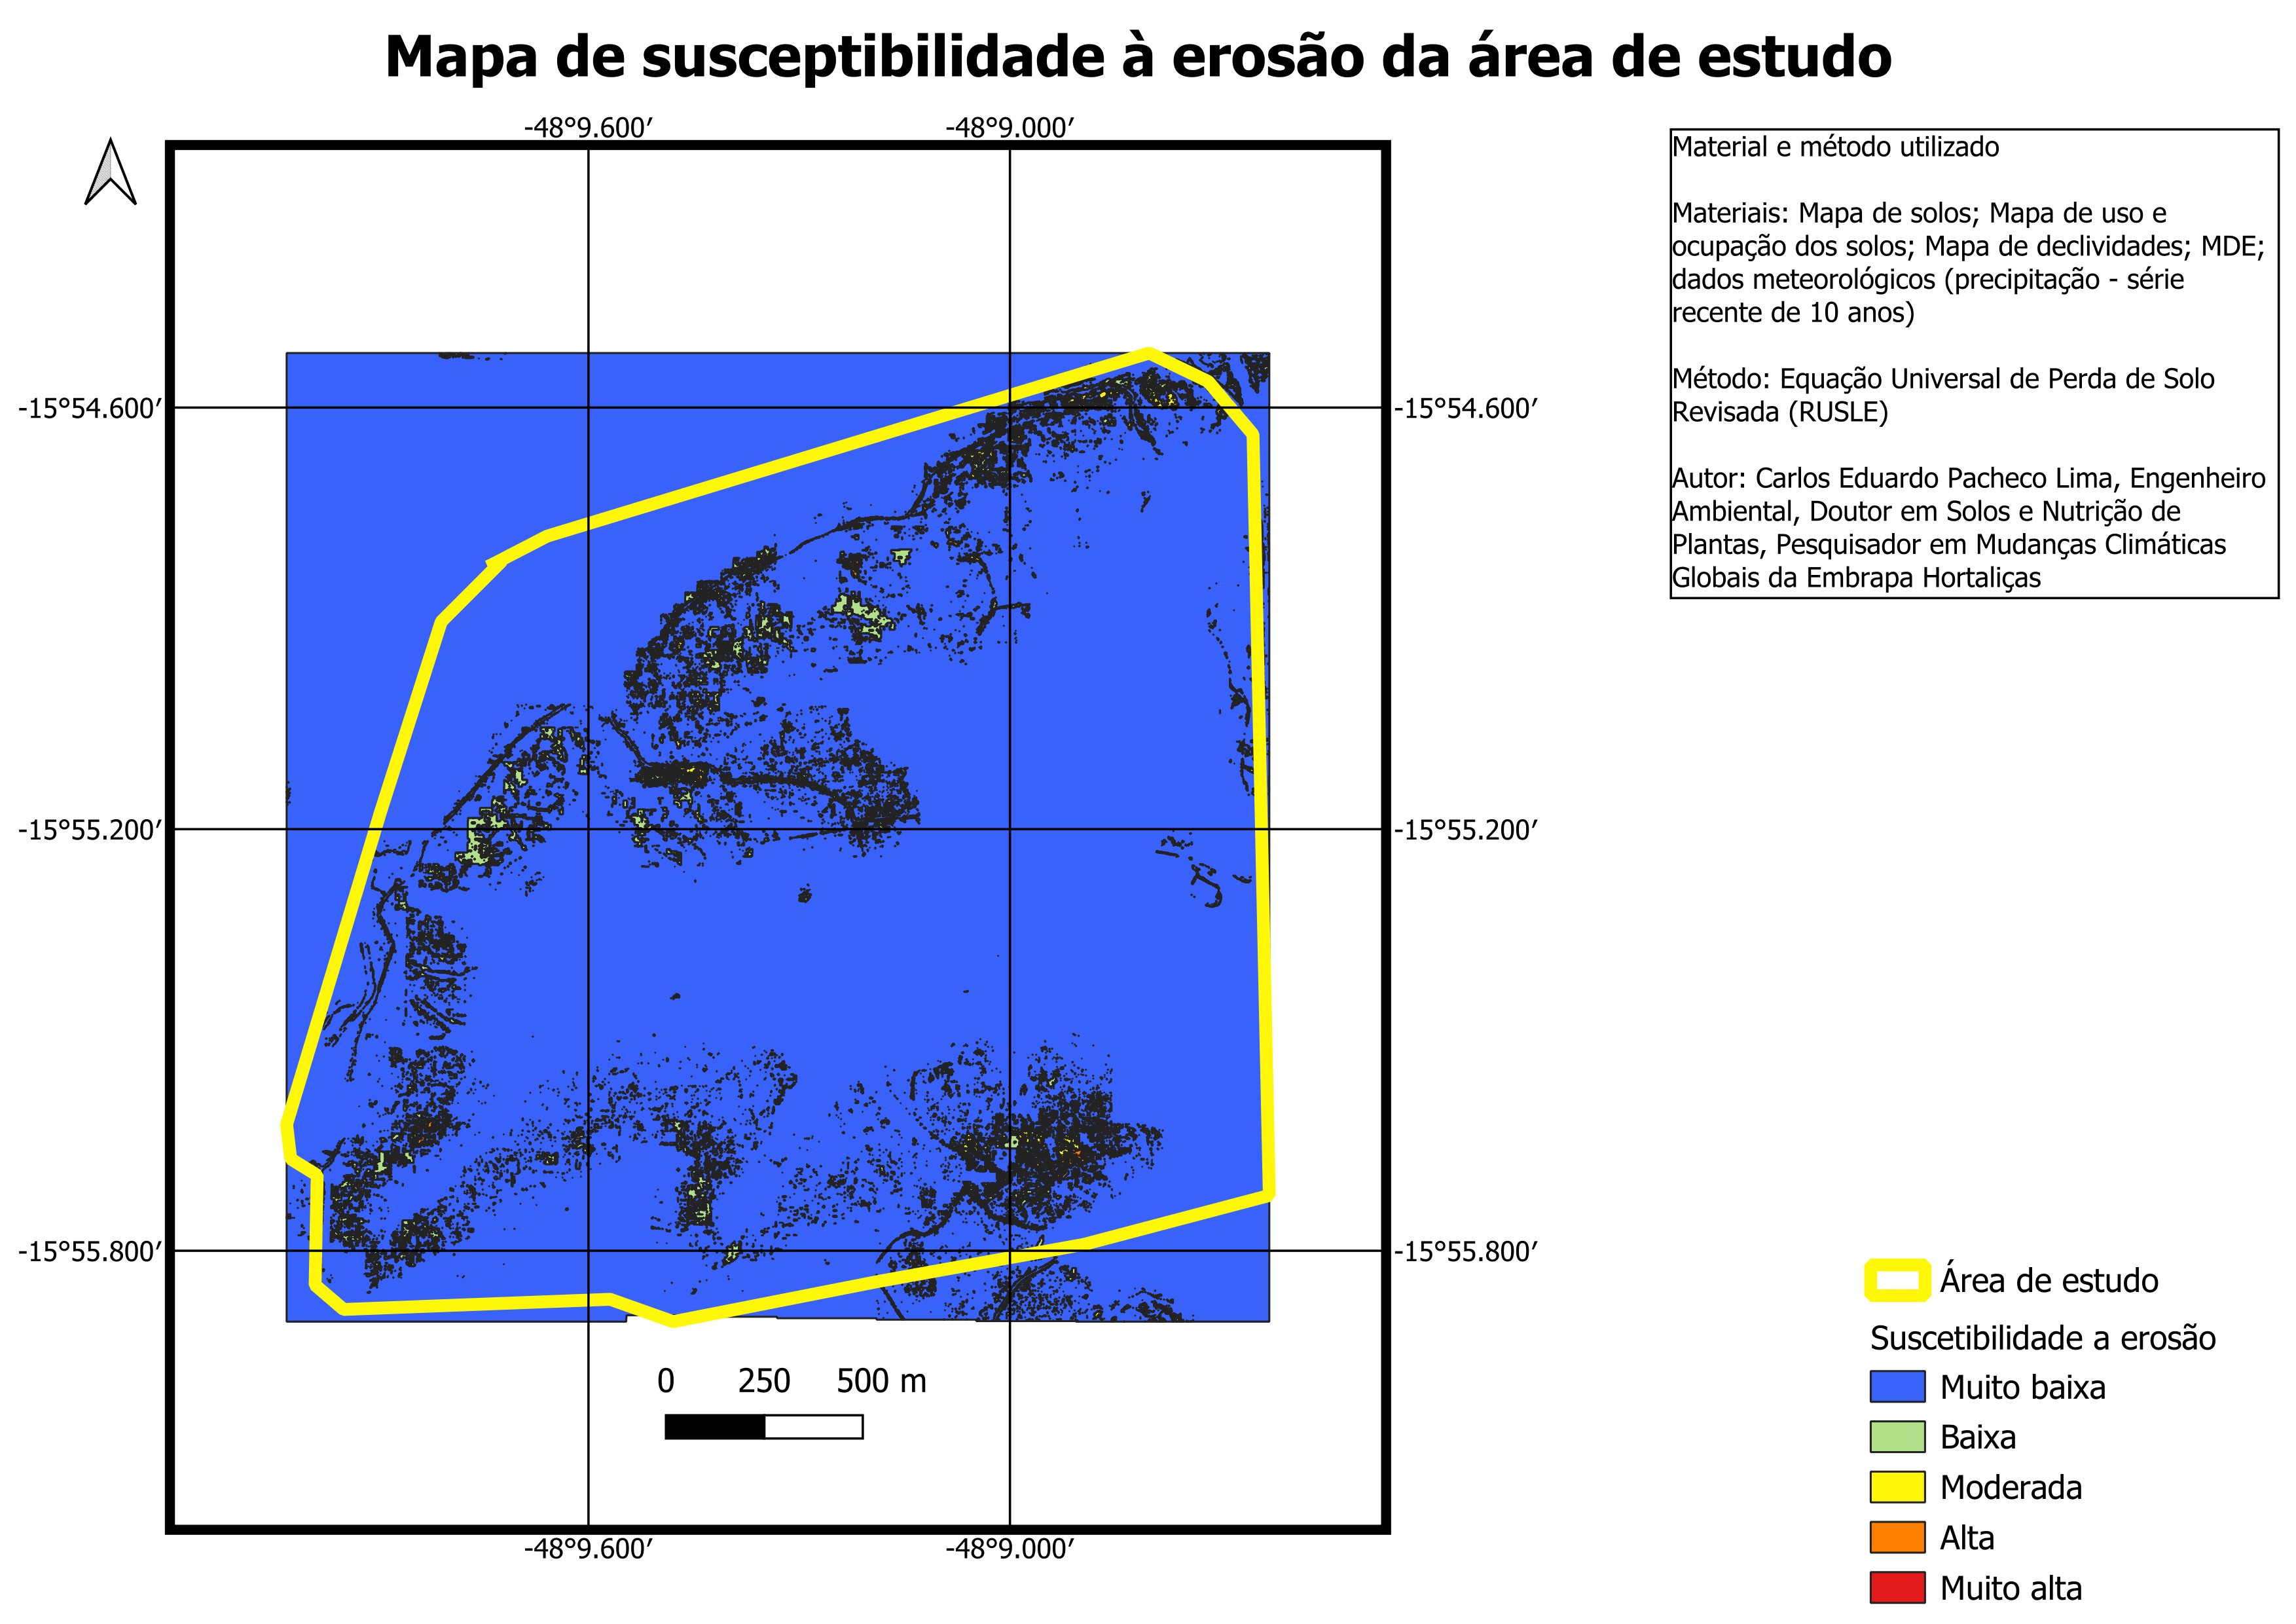 Mapa de susceptibilidade à erosão da área de estudo
-48°9.600′
-48°9.000′
-15°54.600′
-15°54.600′
-15°55.200′
-15°55.200′
-15°55.800′
-15°55.800′
0 250 500 m
-48°9.600′
-48°9.000′
Material e método utilizado
Materiais: Mapa de solos; Mapa de uso e
ocupação dos solos; Mapa de declividades; MDE;
dados meteorológicos (precipitação - série
recente de 10 anos)
Método: Equação Universal de Perda de Solo
Revisada (RUSLE)
Autor: Carlos Eduardo Pacheco Lima, Engenheiro
Ambiental, Doutor em Solos e Nutrição de
Plantas, Pesquisador em Mudanças Climáticas
Globais da Embrapa Hortaliças
Área de estudo
Suscetibilidade a erosão
Muito baixa
Baixa
Moderada
Alta
Muito alta